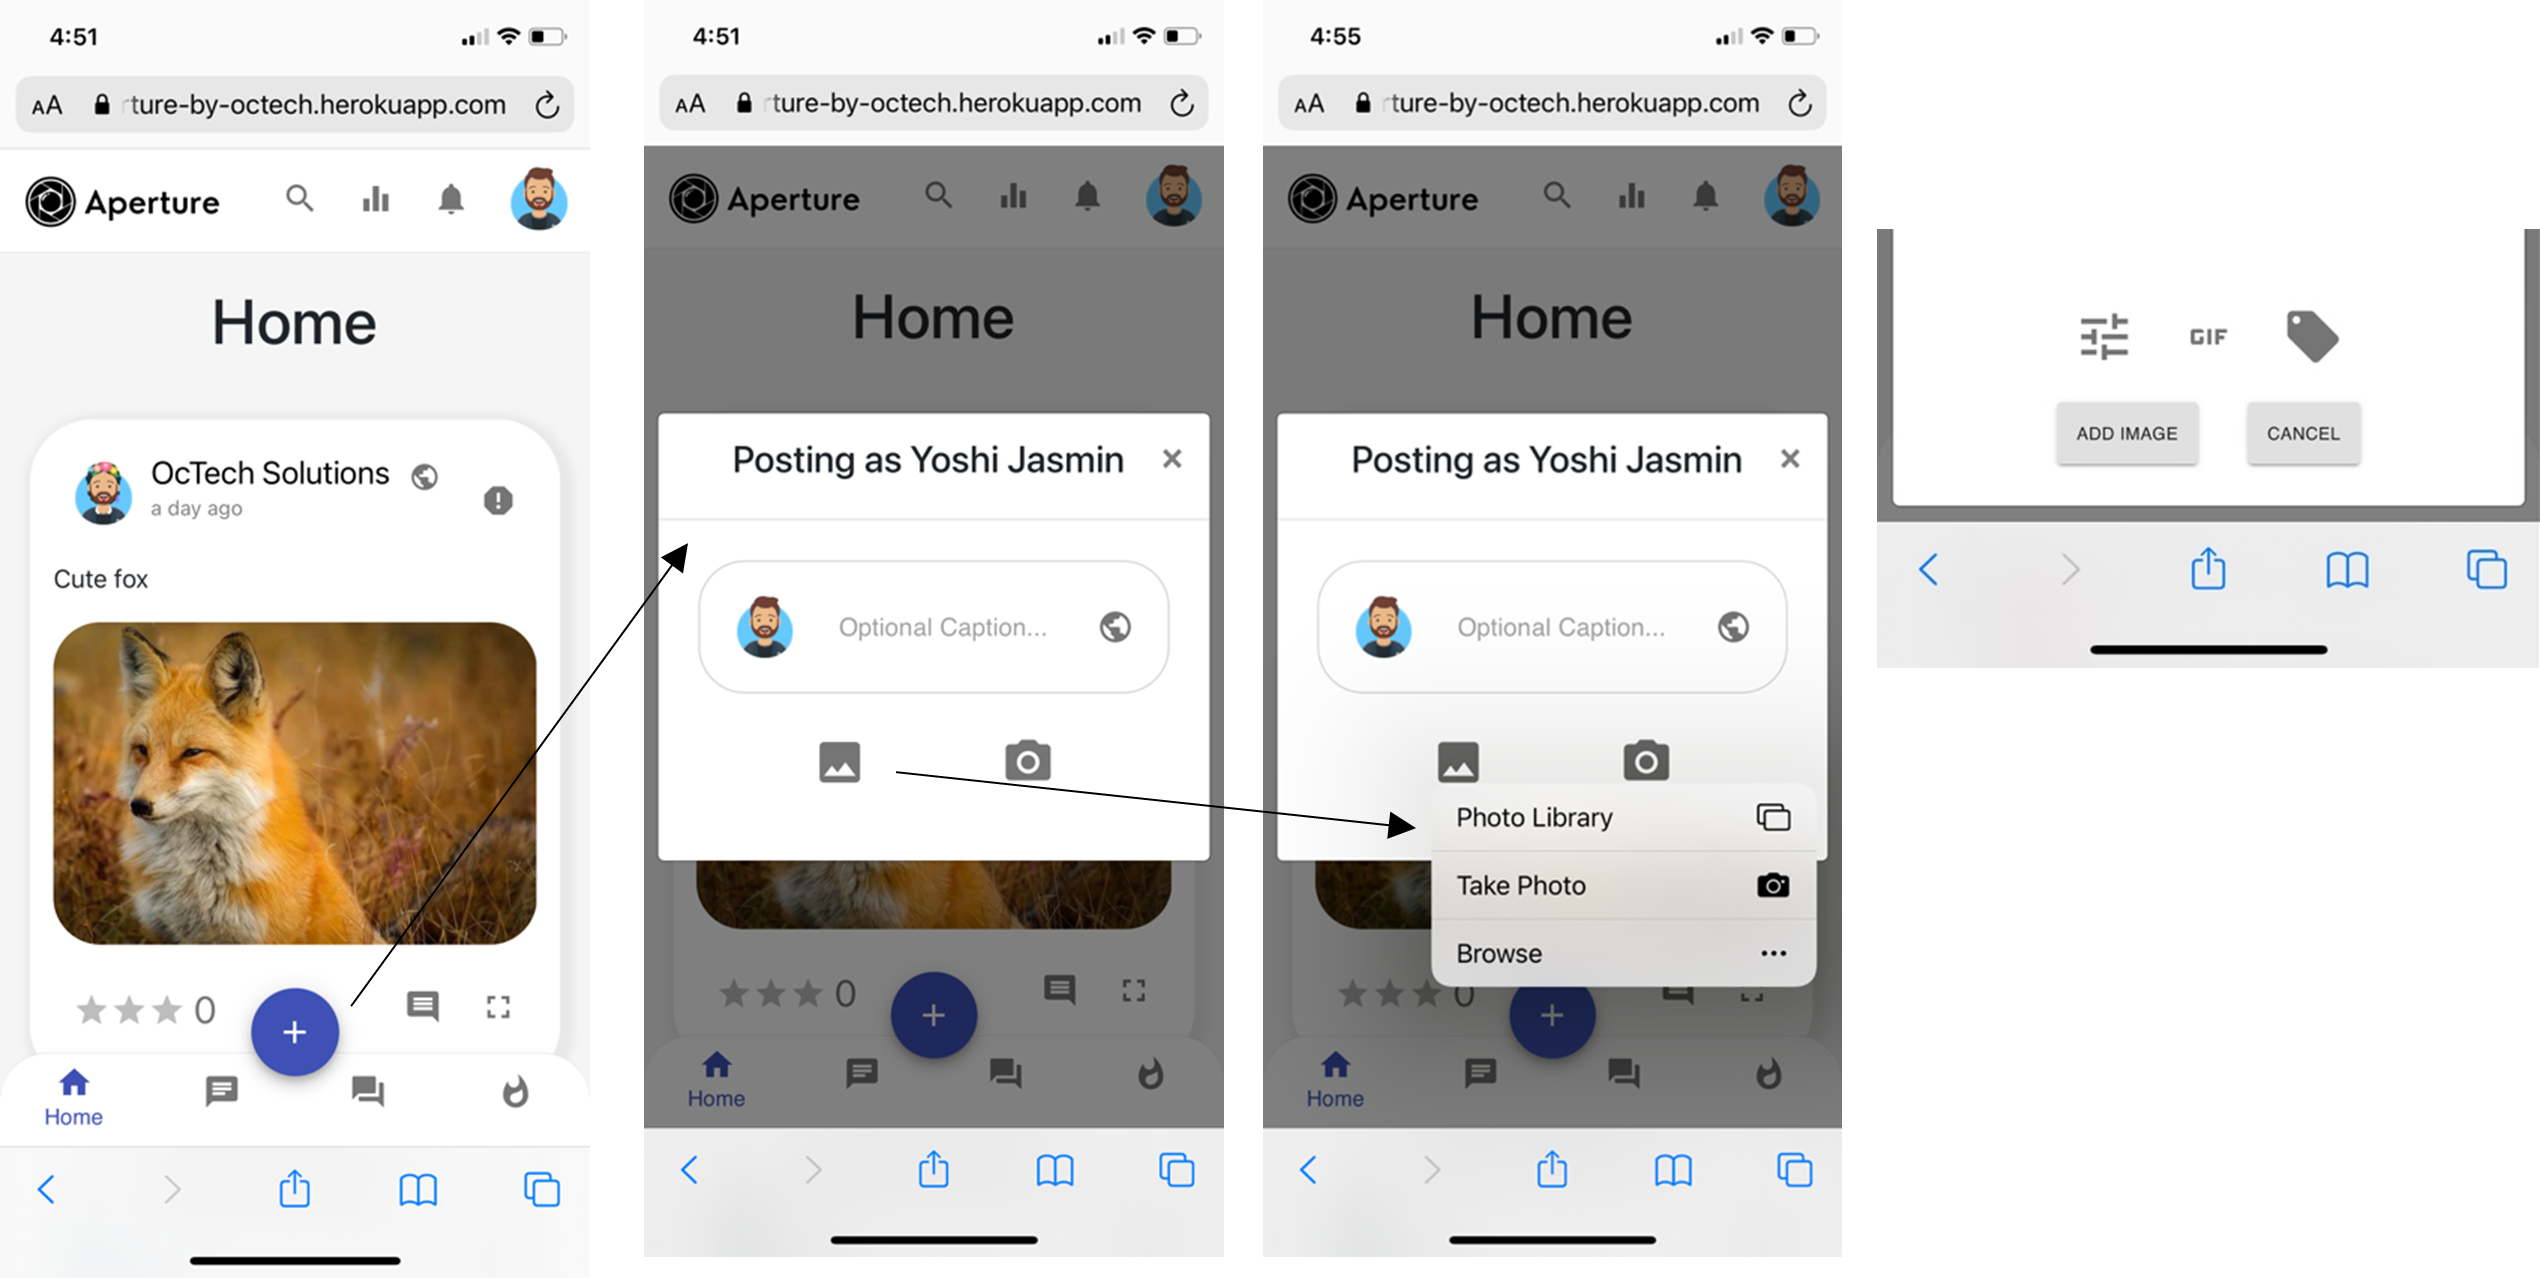 4:51
AA rture-by-octech.herokuapp.com
Aperture
Home
OcTech Solutions
a day ago
Cute fox
0
+
Home
4:51
AA rture-by-octech.herokuapp.com
Aperture
Home
Posting as Yoshi Jasmin ×
Optional Caption...
0
+
Home
4:55
AA rture-by-octech.herokuapp.com
Aperture
Home
Posting as Yoshi Jasmin ×
Optional Caption...
Photo Library
Take Photo
Browse
0
+
Home
GIF
ADD IMAGE CANCEL